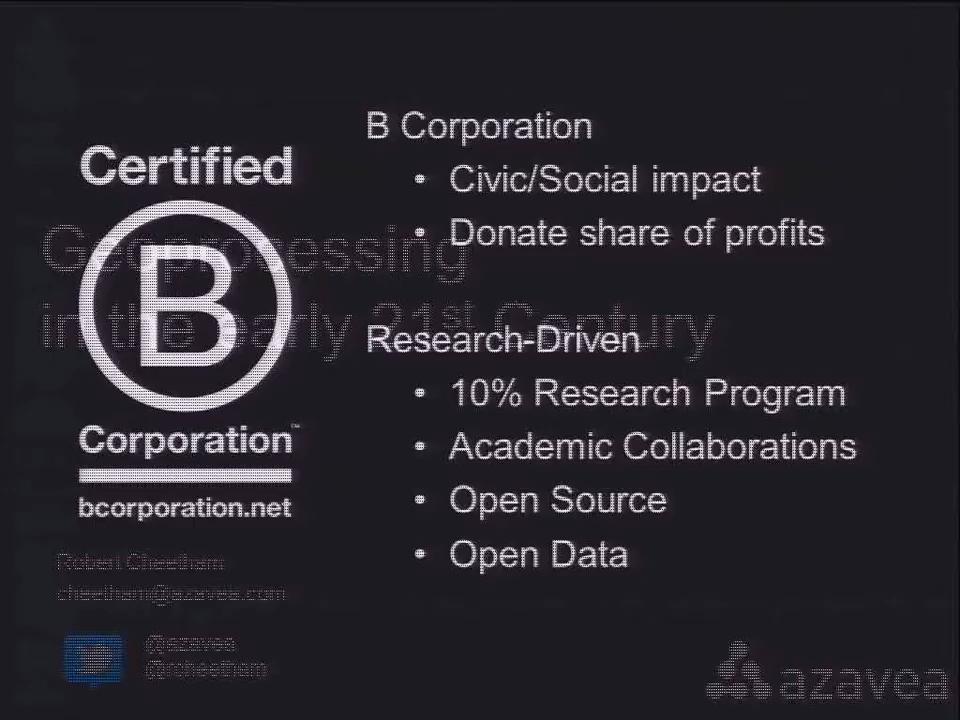 Certified
B
Corporation™
bcorporation.net
B Corporation
• Civic/Social impact
• Donate share of profits
Research-Driven
• 10% Research Program
• Academic Collaborations
• Open Source
• Open Data
Geoprocessing
in the early 21st Century
Robert Cheetham
cheetham@azavea.com
@azavea
@rcheetham
azavea